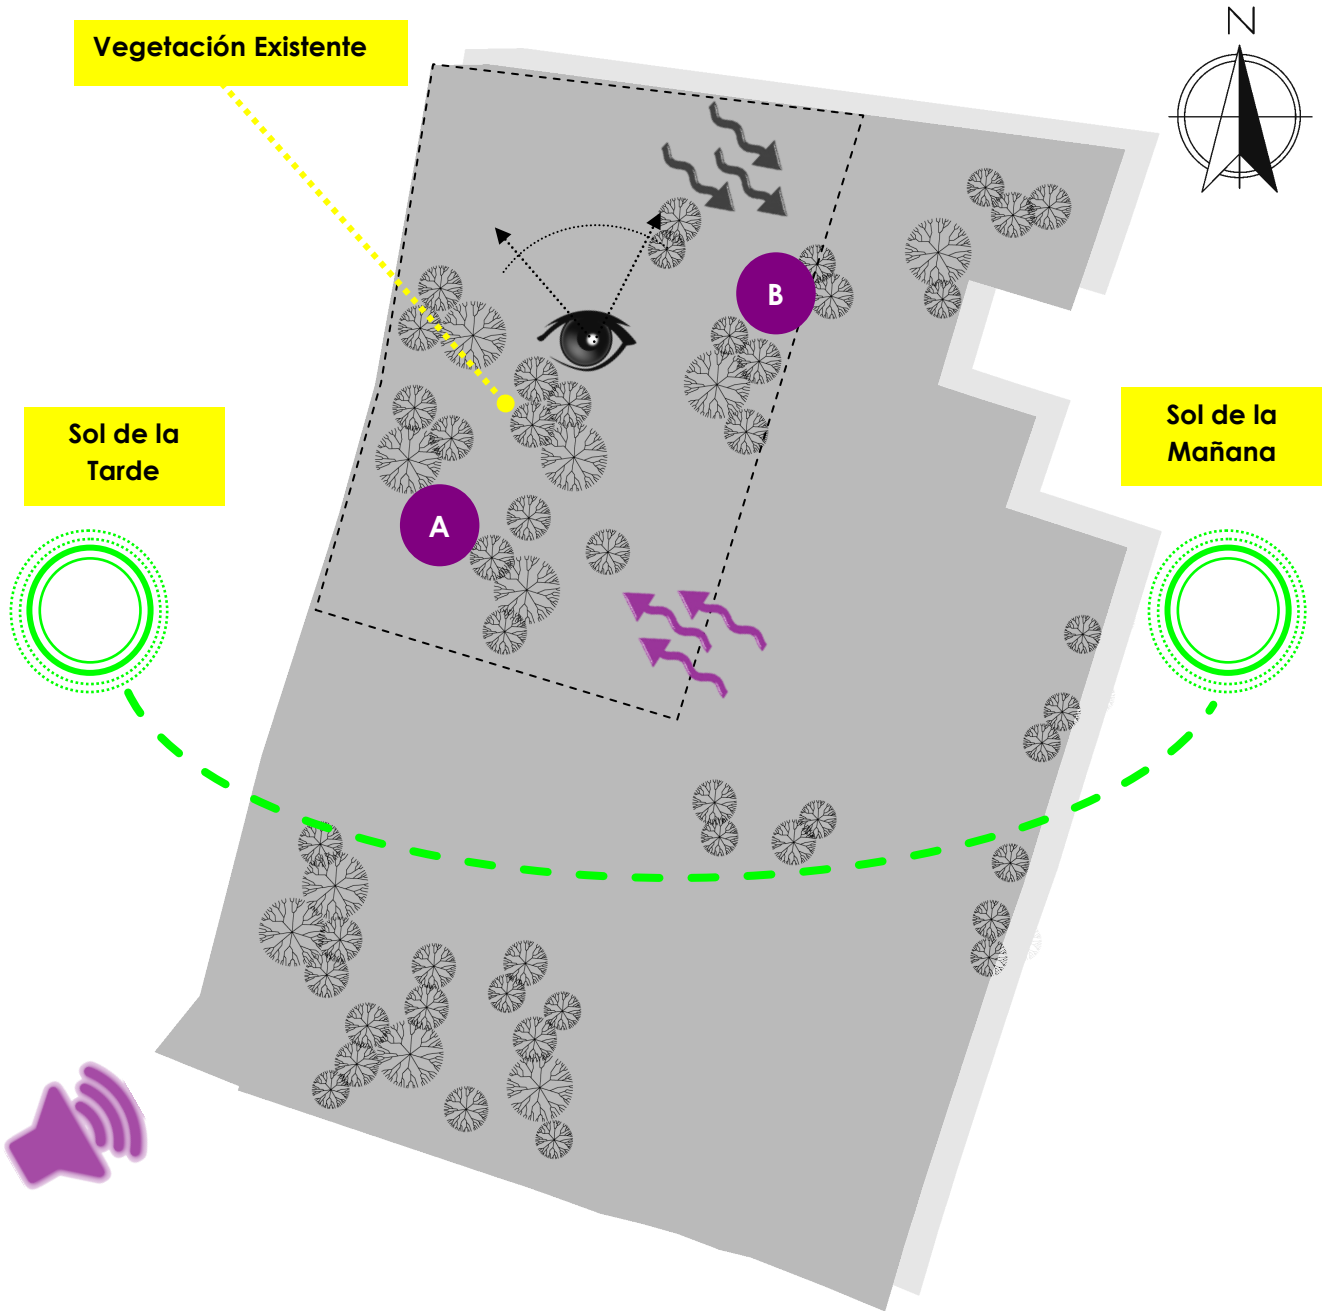 N
Vegetación Existente
B
Sol de la
Mañana
Sol de la
Tarde
A